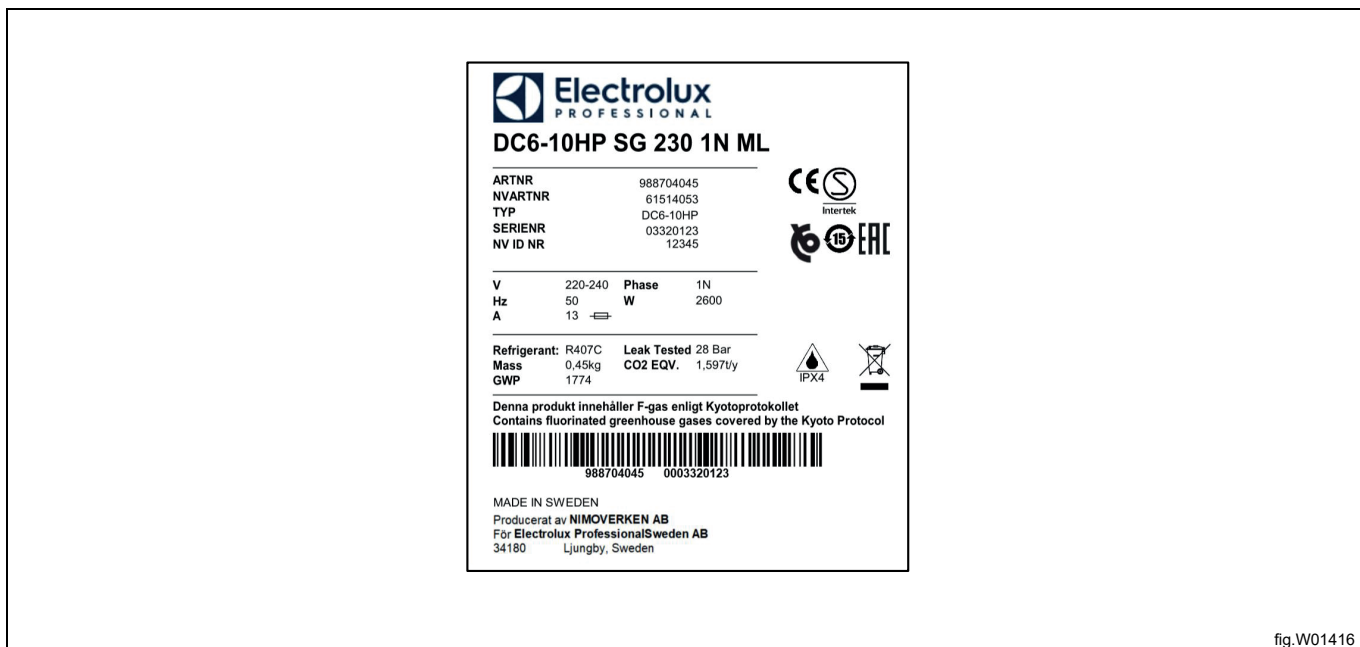 Electrolux
PROFESSIONAL
DC6-10HP SG 230 1N ML
ARTNR 988704045
NVARTNR 61514053
TYP DC6-10HP
SERIENR 03320123
NV ID NR 12345
CE S
Intertek
15 EAC
V 220-240 Phase 1N
Hz 50 W 2600
A 13
Refrigerant: R407C Leak Tested 28 Bar
Mass 0,45kg CO2 EQV. 1,597t/y
GWP 1774
IPX4
Denna produkt innehåller F-gas enligt Kyotoprotokollet
Contains fluorinated greenhouse gases covered by the Kyoto Protocol
988704045 0003320123
MADE IN SWEDEN
Producerat av NIMOVERKEN AB
För Electrolux ProfessionalSweden AB
34180 Ljungby, Sweden
fig.W01416